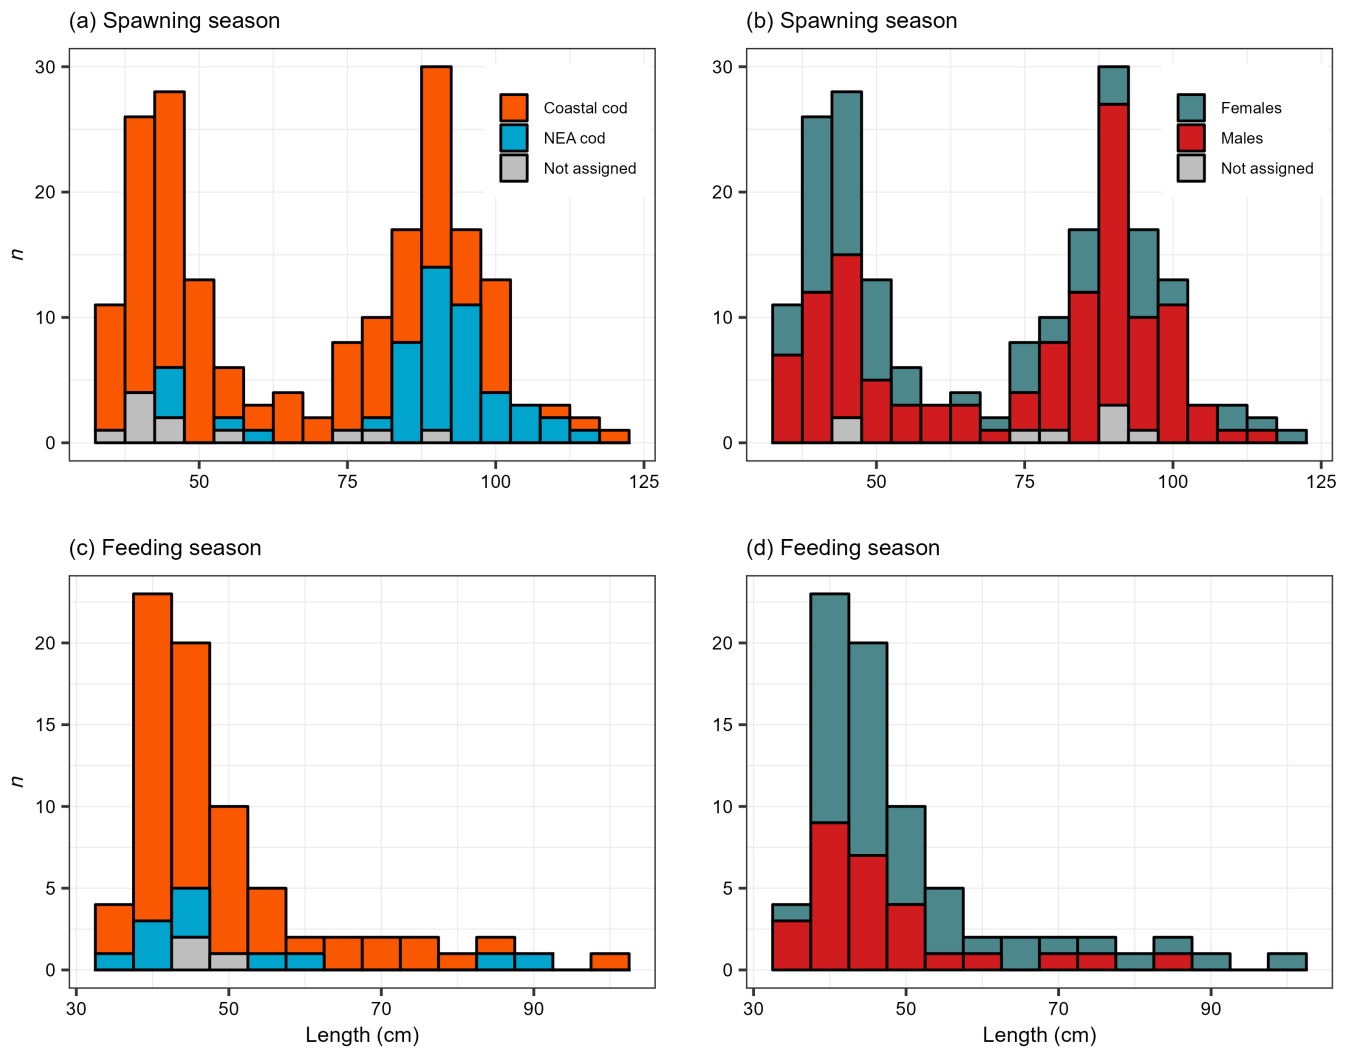 (a) Spawning season
(b) Spawning season
30
20
10
0
n
Coastal cod
NEA cod
Not assigned
50
75
100
125
30
20
10
0
Females
Males
Not assigned
50
75
100
125
(c) Feeding season
(d) Feeding season
20
15
10
5
0
n
30
50
70
90
Length (cm)
20
15
10
5
0
30
50
70
90
Length (cm)